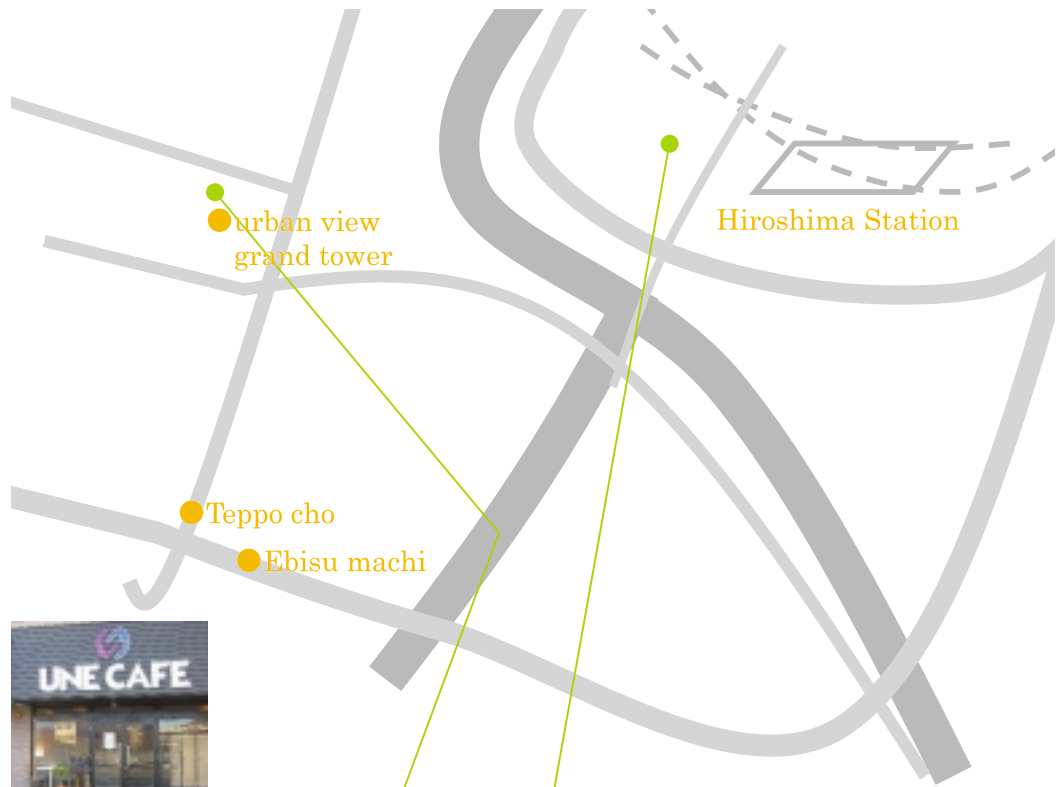 urban view
grand tower
Hiroshima Station
Teppo cho
Ebisu machi
UNE CAFE